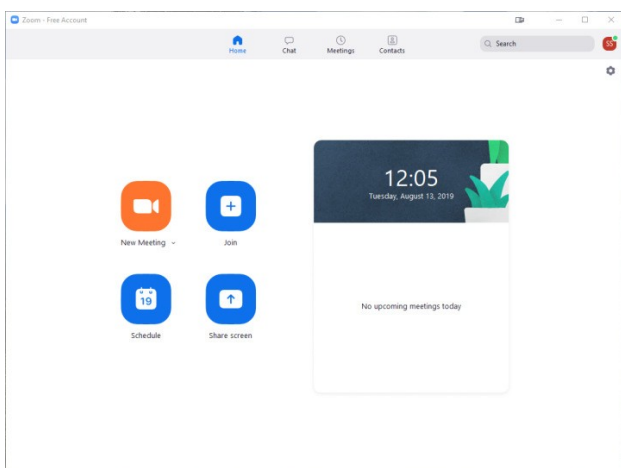 Zoom - Free Account
Home
Chat
Meetings
Contacts
Search
SS
12:05
Tuesday, August 13, 2019
New Meeting
Join
19
Schedule
Share screen
No upcoming meetings today